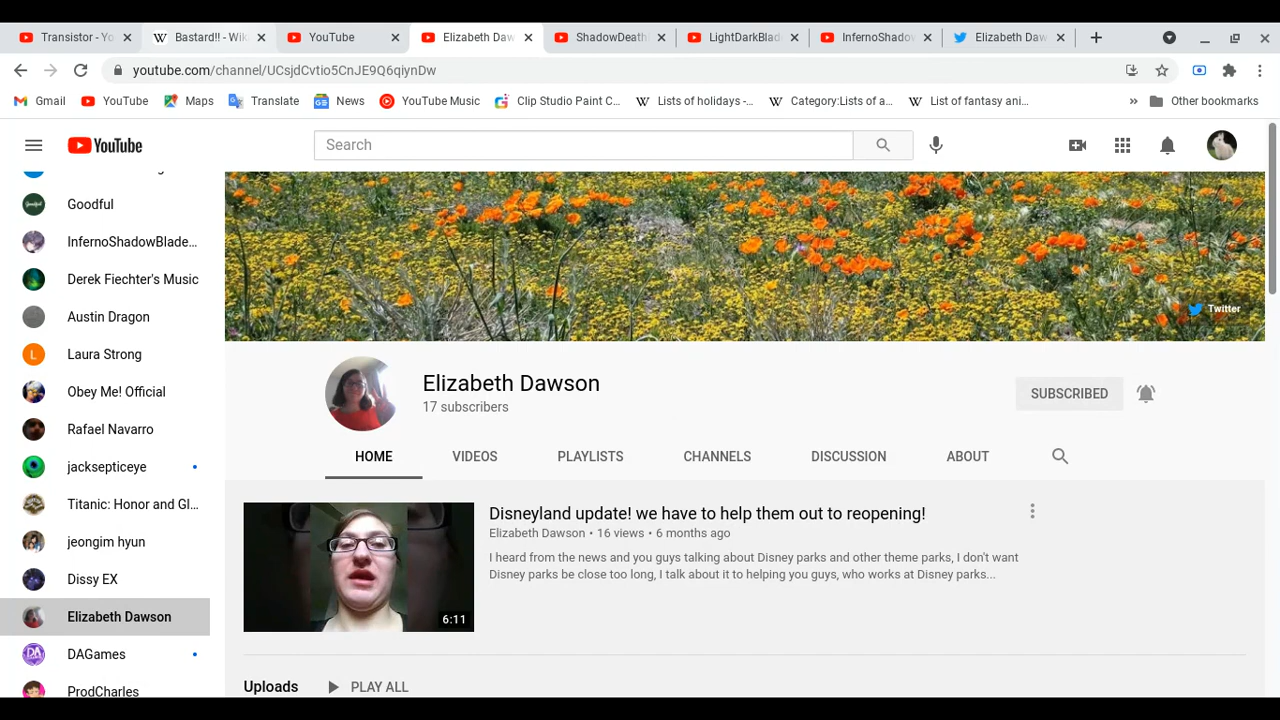 Transistor - Yo
Bastard!! - Wiki
YouTube
Elizabeth Daw
ShadowDeath
LightDarkBlad
InfernoShadow
Elizabeth Daw
youtube.com/channel/UCsjdCvtio5CnJE9Q6qiynDw
Gmail
YouTube
Maps
Translate
News
YouTube Music
Clip Studio Paint C...
Lists of holidays -...
Category:Lists of a...
List of fantasy ani...
Other bookmarks
YouTube
Search
Goodful
InfernoShadowBlade...
Derek Fiechter's Music
Austin Dragon
Laura Strong
Obey Me! Official
Rafael Navarro
jacksepticeye
Titanic: Honor and Gl...
jeongim hyun
Dissy EX
Elizabeth Dawson
DAGames
ProdCharles
Twitter
Elizabeth Dawson
17 subscribers
SUBSCRIBED
HOME
VIDEOS
PLAYLISTS
CHANNELS
DISCUSSION
ABOUT
6:11
Disneyland update! we have to help them out to reopening!
Elizabeth Dawson • 16 views • 6 months ago
I heard from the news and you guys talking about Disney parks and other theme parks, I don't want
Disney parks be close too long, I talk about it to helping you guys, who works at Disney parks...
Uploads
PLAY ALL